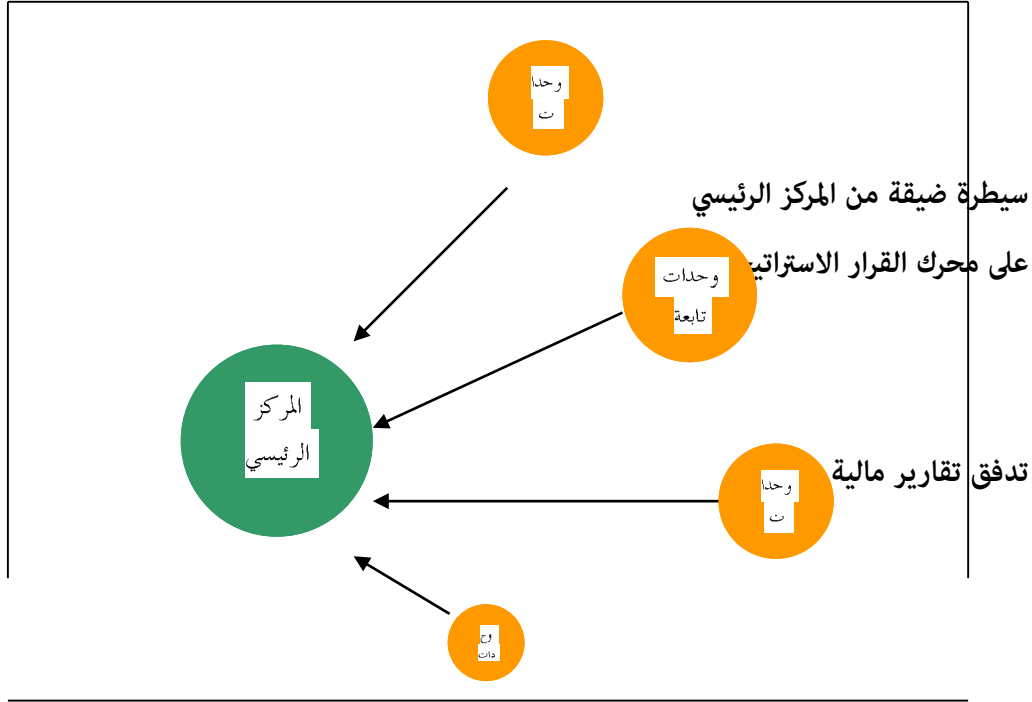 وحدا
ت
سيطرة ضيقة من المركز الرئيسي
على محرك القرار الاستراتيج
وحدات
تابعة
المركز
الرئيسي
تدفق تقارير مالية
وحدا
ت
وح
دات